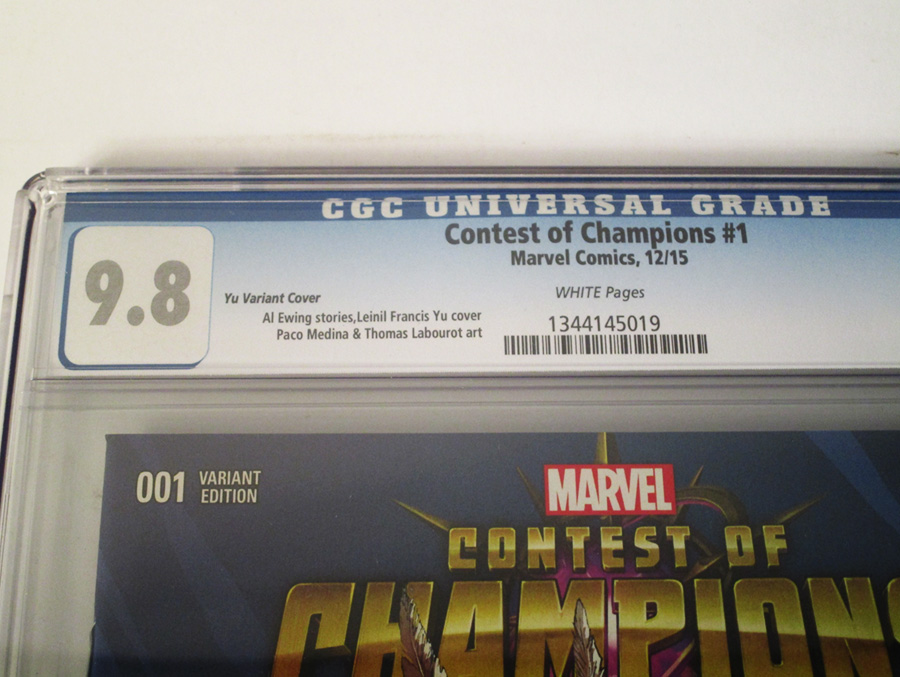 CGC UNIVERSAL GRADE
9.8
Contest of Champions #1
Marvel Comics, 12/15
Yu Variant Cover
WHITE Pages
Al Ewing stories,Leinil Francis Yu cover
Paco Medina & Thomas Labourot art
1344145019
001 VARIANT EDITION
MARVEL
CONTEST OF
CHAMPIONS